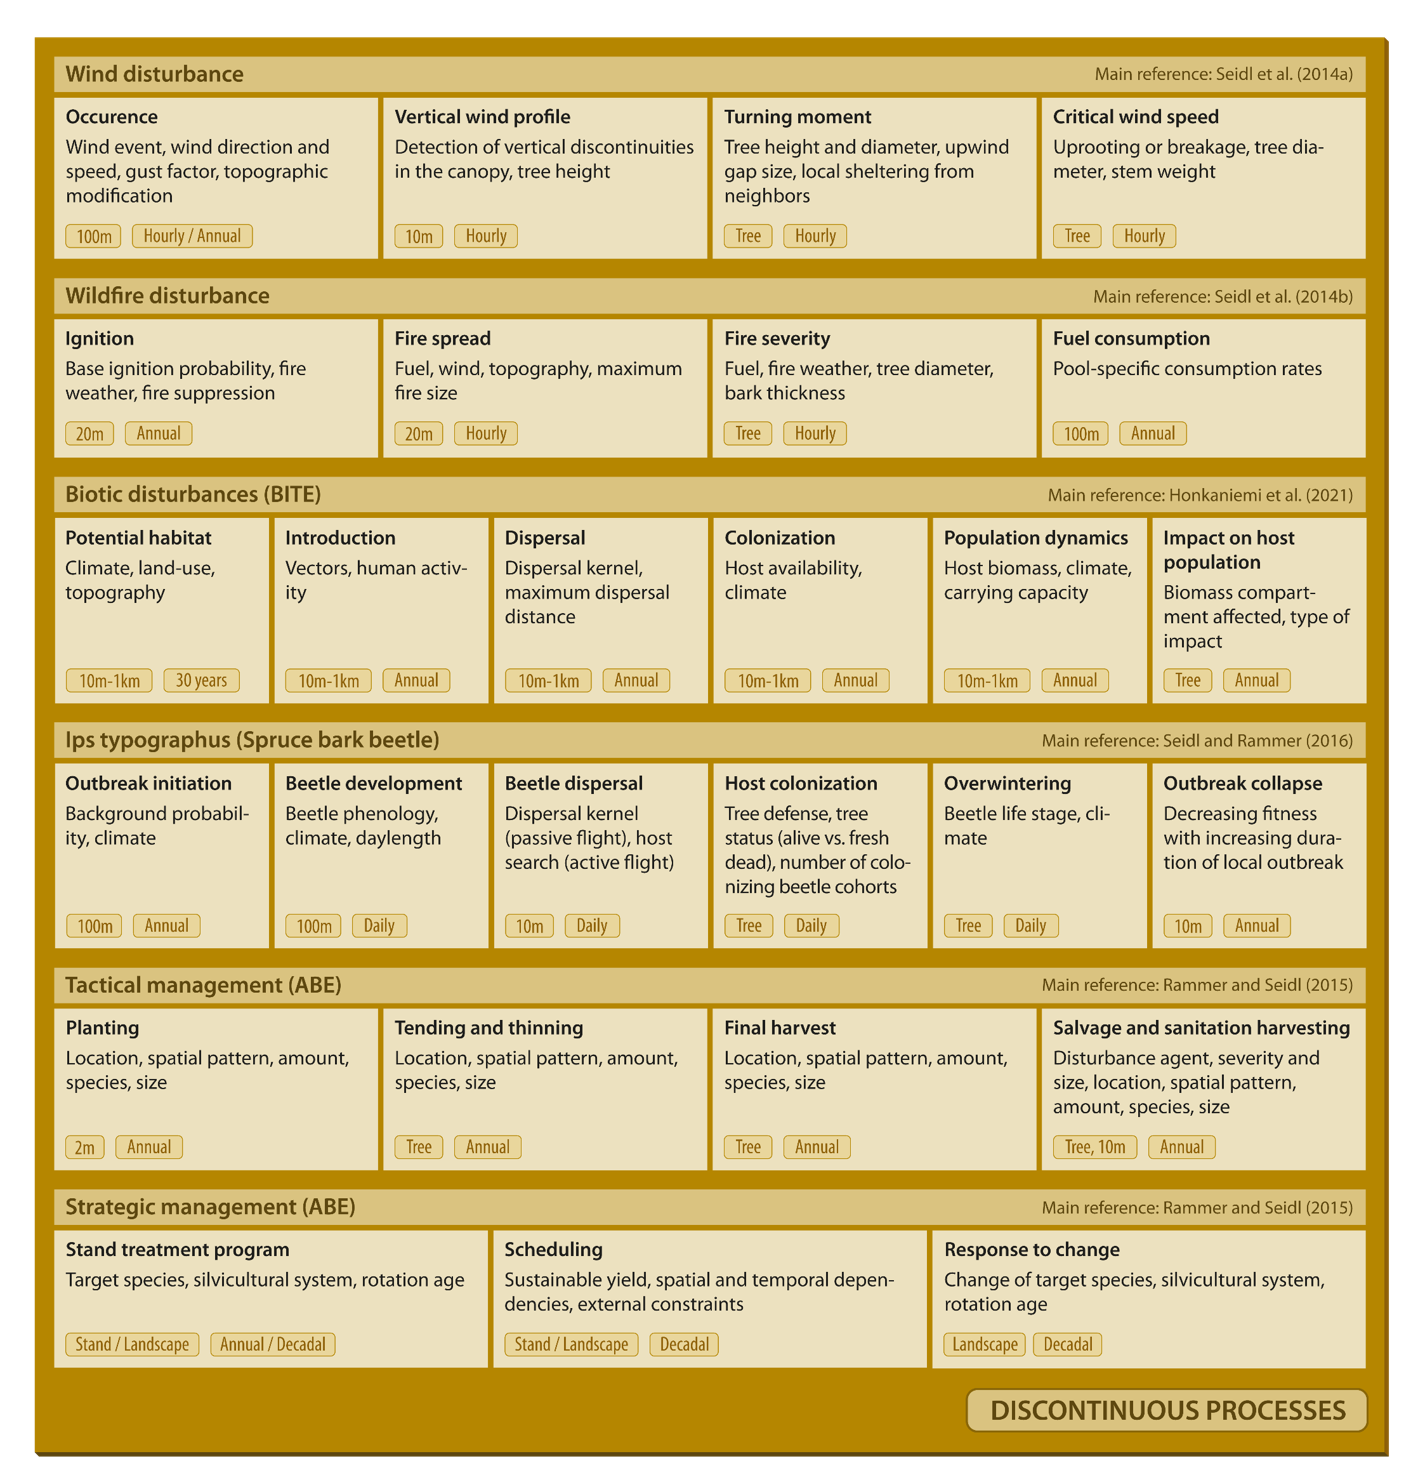 Wind disturbance
Main reference: Seidl et al. (2014a)
Occurence
Wind event, wind direction and
speed, gust factor, topographic
modification
100m
Hourly / Annual
Vertical wind profile
Detection of vertical discontinuities
in the canopy, tree height
10m
Hourly
Turning moment
Tree height and diameter, upwind
gap size, local sheltering from
neighbors
Tree
Hourly
Critical wind speed
Uprooting or breakage, tree dia-
meter, stem weight
Tree
Hourly
Wildfire disturbance
Main reference: Seidl et al. (2014b)
Ignition
Base ignition probability, fire
weather, fire suppression
20m
Annual
Fire spread
Fuel, wind, topography, maximum
fire size
20m
Hourly
Fire severity
Fuel, fire weather, tree diameter,
bark thickness
Tree
Hourly
Fuel consumption
Pool-specific consumption rates
100m
Annual
Biotic disturbances (BITE)
Main reference: Honkaniemi et al. (2021)
Potential habitat
Climate, land-use,
topography
10m-1km
30 years
Introduction
Vectors, human activ-
ity
10m-1km
Annual
Dispersal
Dispersal kernel,
maximum dispersal
distance
10m-1km
Annual
Colonization
Host availability,
climate
10m-1km
Annual
Population dynamics
Host biomass, climate,
carrying capacity
10m-1km
Annual
Impact on host
population
Biomass compart-
ment affected, type of
impact
Tree
Annual
Ips typographus (Spruce bark beetle)
Main reference: Seidl and Rammer (2016)
Outbreak initiation
Background probabil-
ity, climate
100m
Annual
Beetle development
Beetle phenology,
climate, daylength
100m
Daily
Beetle dispersal
Dispersal kernel
(passive flight), host
search (active flight)
10m
Daily
Host colonization
Tree defense, tree
status (alive vs. fresh
dead), number of colo-
nizing beetle cohorts
Tree
Daily
Overwintering
Beetle life stage, cli-
mate
Tree
Daily
Outbreak collapse
Decreasing fitness
with increasing dura-
tion of local outbreak
10m
Annual
Tactical management (ABE)
Main reference: Rammer and Seidl (2015)
Planting
Location, spatial pattern, amount,
species, size
2m
Annual
Tending and thinning
Location, spatial pattern, amount,
species, size
Tree
Annual
Final harvest
Location, spatial pattern, amount,
species, size
Tree
Annual
Salvage and sanitation harvesting
Disturbance agent, severity and
size, location, spatial pattern,
amount, species, size
Tree, 10m
Annual
Strategic management (ABE)
Main reference: Rammer and Seidl (2015)
Stand treatment program
Target species, silvicultural system, rotation age
Stand / Landscape
Annual / Decadal
Scheduling
Sustainable yield, spatial and temporal depen-
dencies, external constraints
Stand / Landscape
Decadal
Response to change
Change of target species, silvicultural system,
rotation age
Landscape
Decadal
DISCONTINUOUS PROCESSES